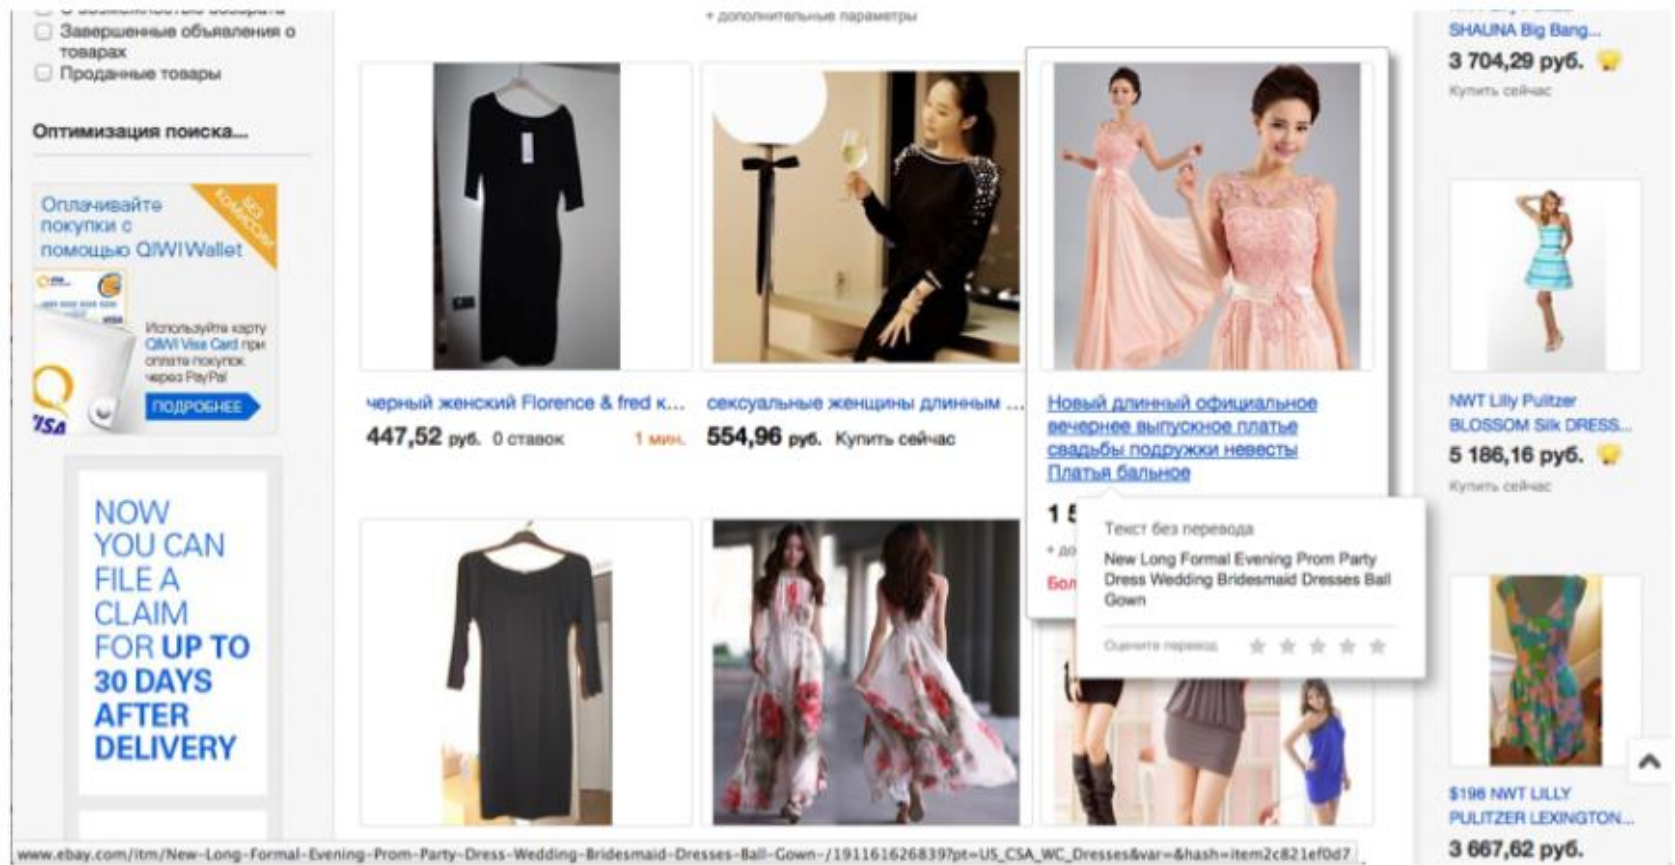 + дополнительные параметры
Завершенные объявления о
товарах
Проданные товары
Оптимизация поиска...
Оплачивайте
покупки с
помощью QIWI Wallet
БЕЗ
КОМИССИИ
VISA
Используйте карту
QIWI Visa Card при
оплате покупок
через PayPal
ПОДРОБНЕЕ
VISA
NOW
YOU CAN
FILE A
CLAIM
FOR UP TO
30 DAYS
AFTER
DELIVERY
черный женский Florence & fred к...
447,52 руб. 0 ставок 1 мин.
сексуальные женщины длинным ...
554,96 руб. Купить сейчас
Новый длинный официальное
вечернее выпускное платье
свадьбы подружки невесты
Платья бальное
1 5
+ до
Бол
Текст без перевода
New Long Formal Evening Prom Party
Dress Wedding Bridesmaid Dresses Ball
Gown
Оцените перевод
SHAUNA Big Bang...
3 704,29 руб.
Купить сейчас
NWT Lilly Pulitzer
BLOSSOM Silk DRESS...
5 186,16 руб.
Купить сейчас
$198 NWT LILLY
PULITZER LEXINGTON...
3 667,62 руб.
www.ebay.com/itm/New-Long-Formal-Evening-Prom-Party-Dress-Wedding-Bridesmaid-Dresses-Ball-Gown-/191161626839?pt=US_CSA_WC_Dresses&var=&hash=item2c821ef0d7